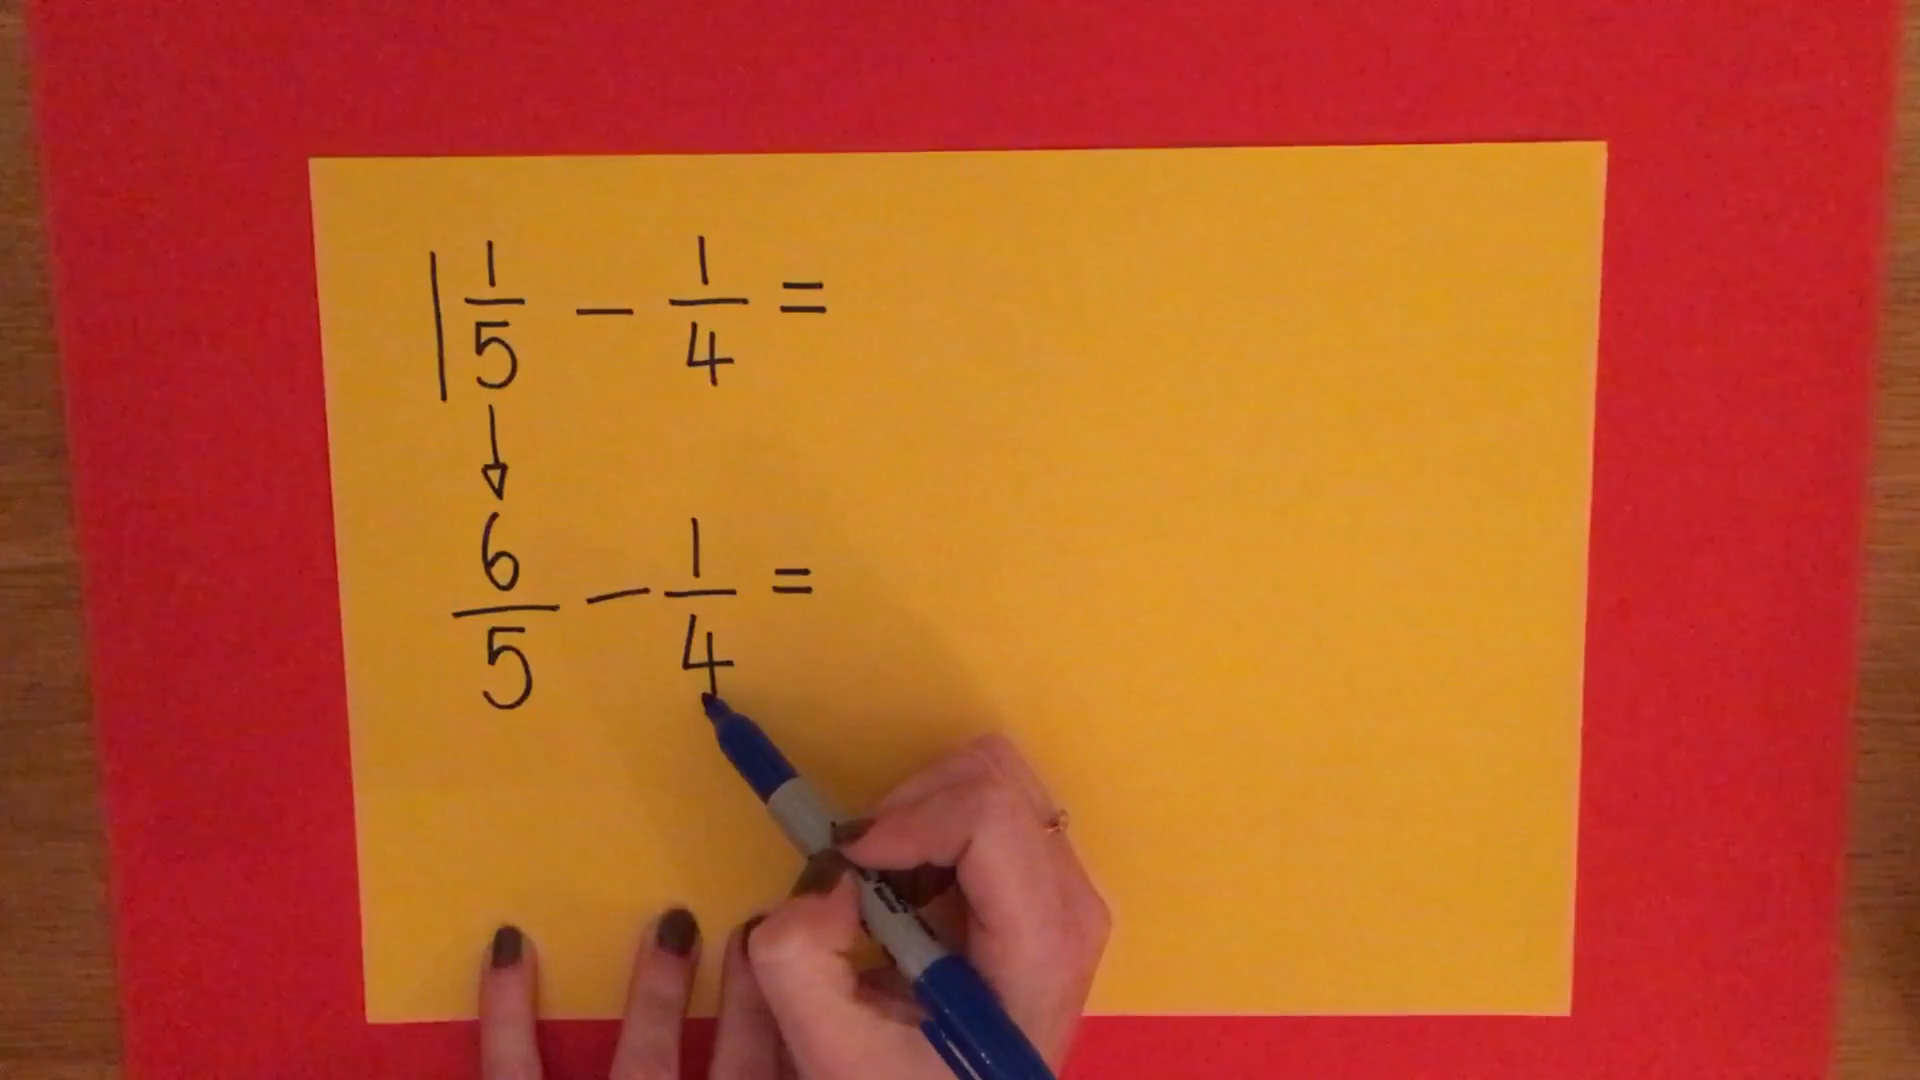 1 1/5 - 1/4 =
6/5 - 1/4 =